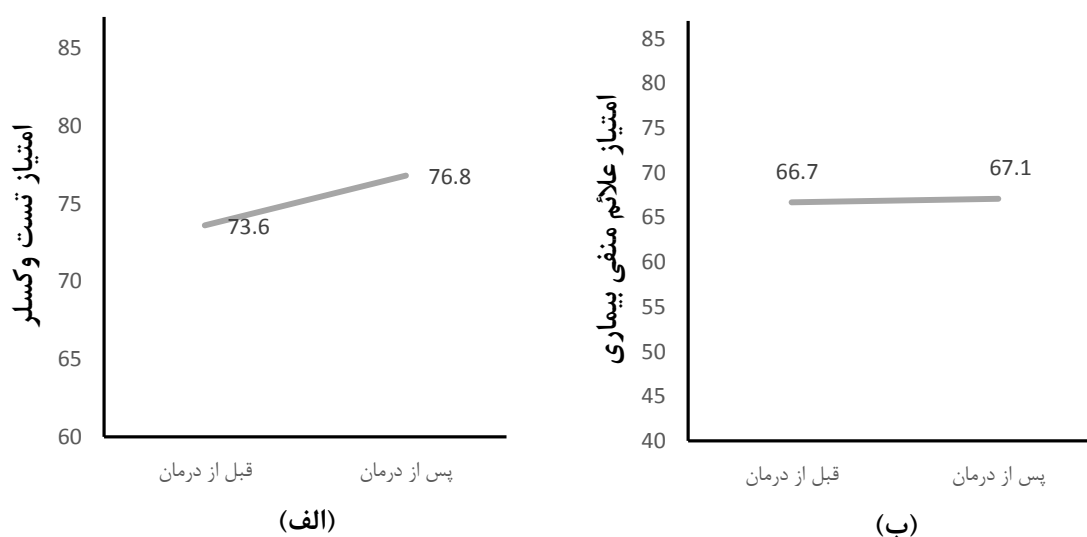 امتیاز تست وکسلر
85
80
75
70
65
60
73.6
76.8
قبل از درمان
پس از درمان
(الف)
امتیاز علائم منفی بیماری
85
80
75
70
65
60
55
50
45
40
66.7
67.1
قبل از درمان
پس از درمان
(ب)